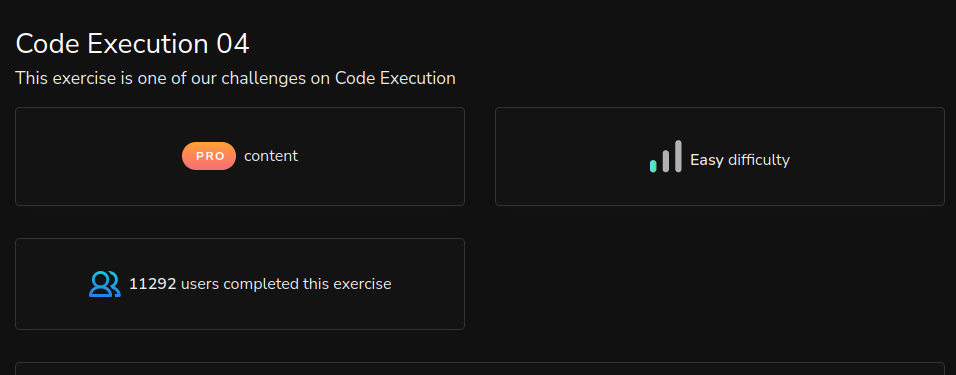 Code Execution 04
This exercise is one of our challenges on Code Execution
PRO content
Easy difficulty
11292 users completed this exercise